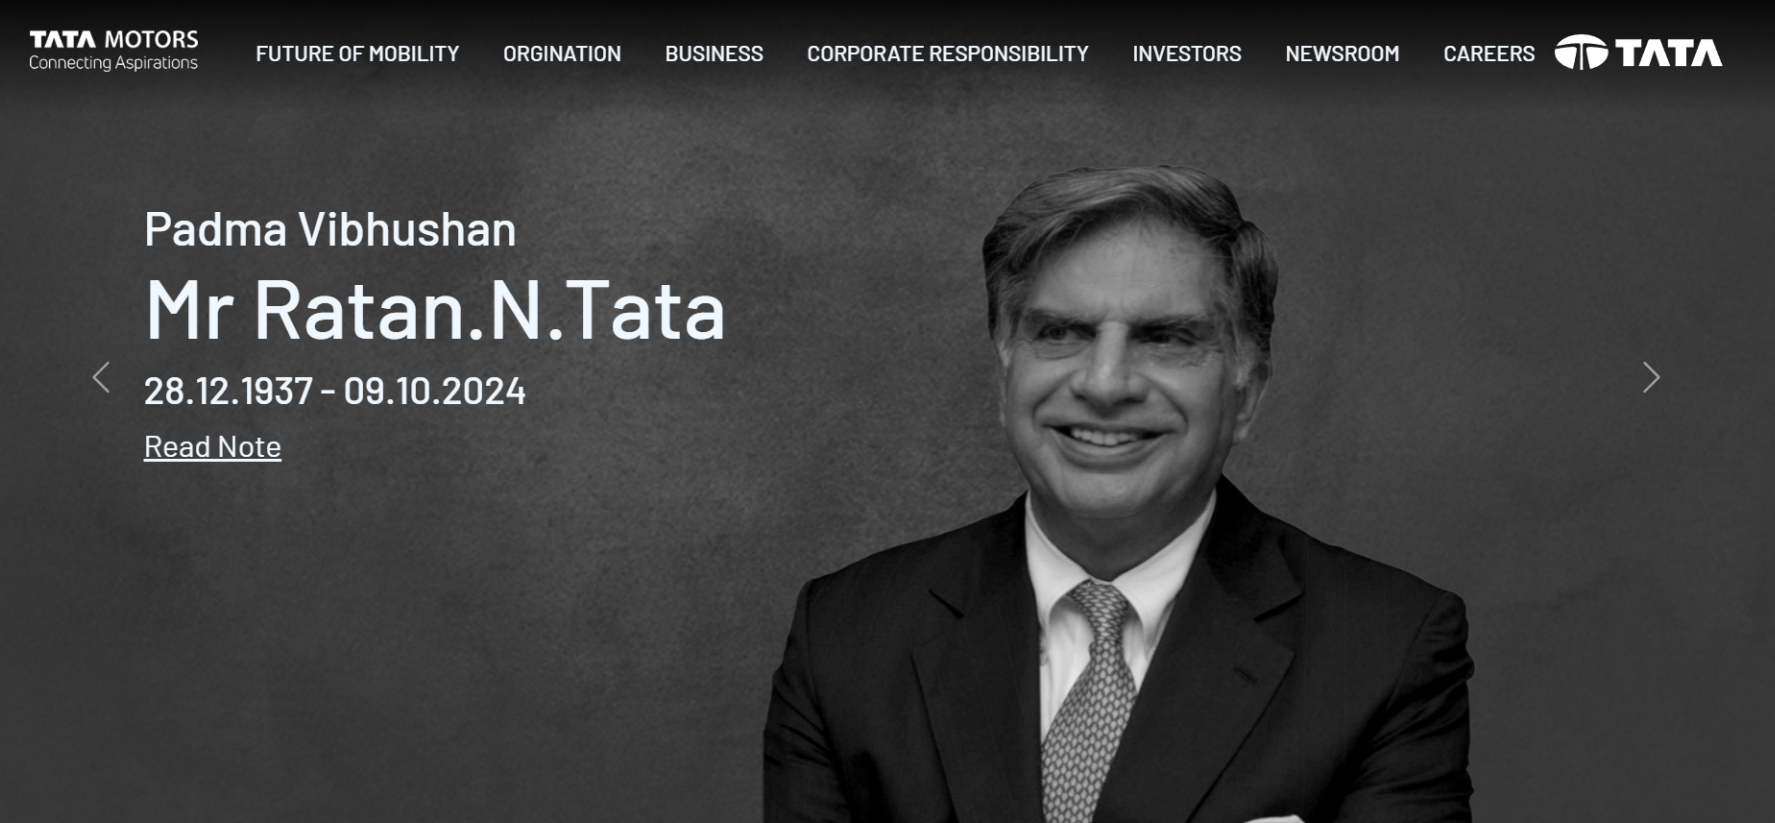 TATA MOTORS
Connecting Aspirations
FUTURE OF MOBILITY
ORGINATION
BUSINESS
CORPORATE RESPONSIBILITY
INVESTORS
NEWSROOM
CAREERS
TATA
Padma Vibhushan
Mr Ratan.N.Tata
28.12.1937 - 09.10.2024
Read Note